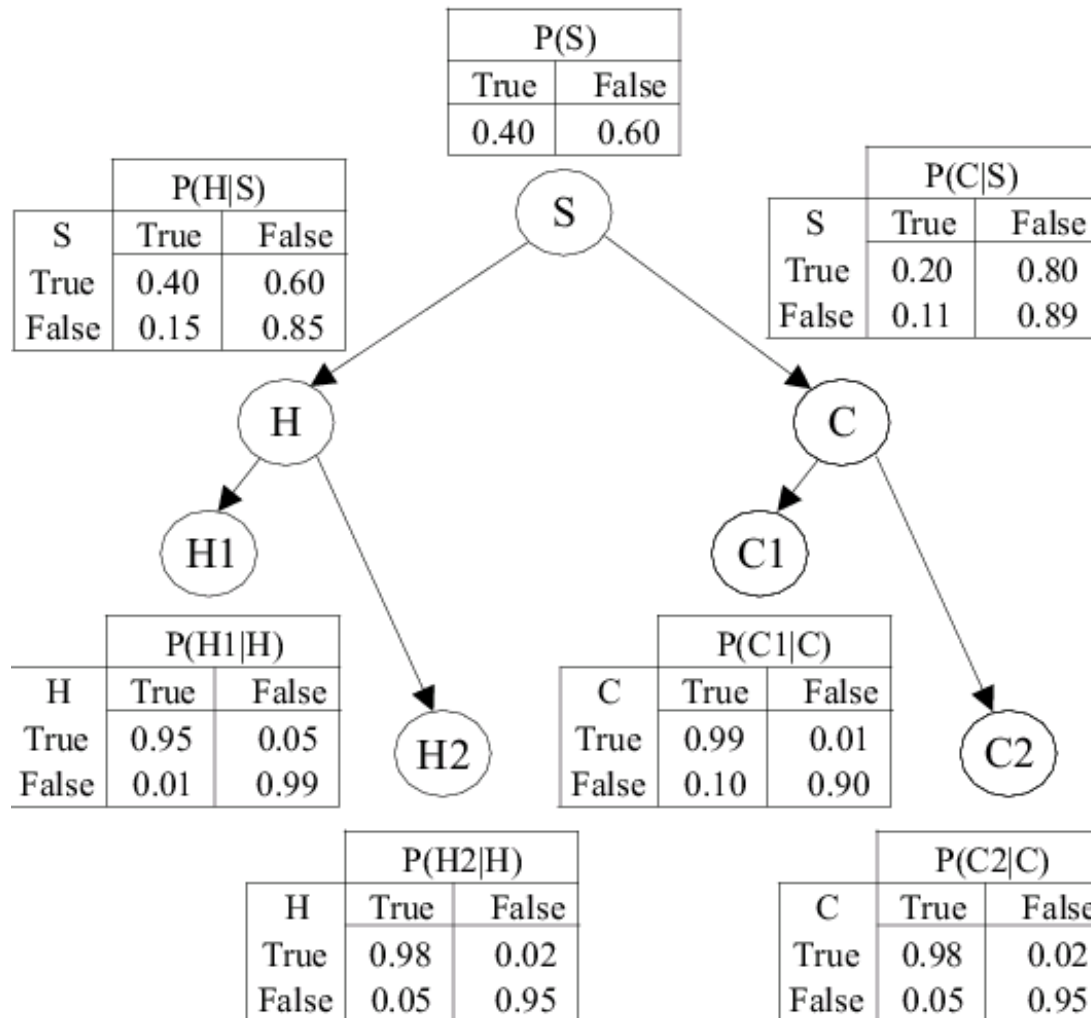 P(S)
True False
0.40 0.60
S
P(H|S)
S True False
True 0.40 0.60
False 0.15 0.85
P(C|S)
S True False
True 0.20 0.80
False 0.11 0.89
H
C
H1
C1
P(H1|H)
H True False
True 0.95 0.05
False 0.01 0.99
H2
P(C1|C)
C True False
True 0.99 0.01
False 0.10 0.90
C2
P(H2|H)
H True False
True 0.98 0.02
False 0.05 0.95
P(C2|C)
C True False
True 0.98 0.02
False 0.05 0.95